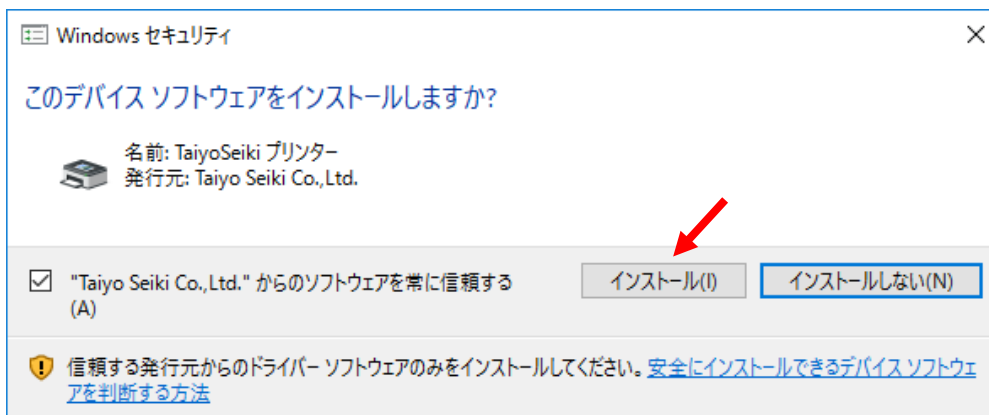 Windows セキュリティ
このデバイス ソフトウェアをインストールしますか?
名前: TaiyoSeiki プリンター
発行元: Taiyo Seiki Co.,Ltd.
"Taiyo Seiki Co.,Ltd." からのソフトウェアを常に信頼する
(A)
インストール(I)
インストールしない(N)
信頼する発行元からのドライバー ソフトウェアのみをインストールしてください。安全にインストールできるデバイス ソフトウェ
アを判断する方法